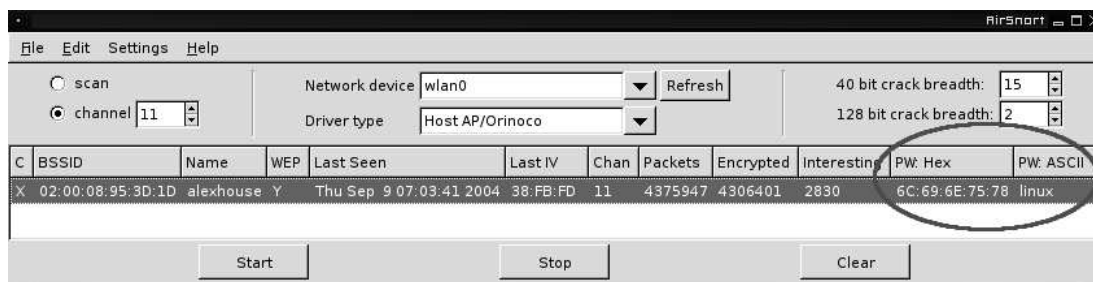 AirSnort
File Edit Settings Help
scan
channel 11
Network device wlan0 Refresh
Driver type Host AP/Orinoco
40 bit crack breadth: 15
128 bit crack breadth: 2
C BSSID Name WEP Last Seen Last IV Chan Packets Encrypted Interesting PW: Hex PW: ASCII
X 02:00:08:95:3D:1D alexhouse Y Thu Sep 9 07:03:41 2004 38:FB:FD 11 4375947 4306401 2830 6C:69:6E:75:78 linux
Start Stop Clear